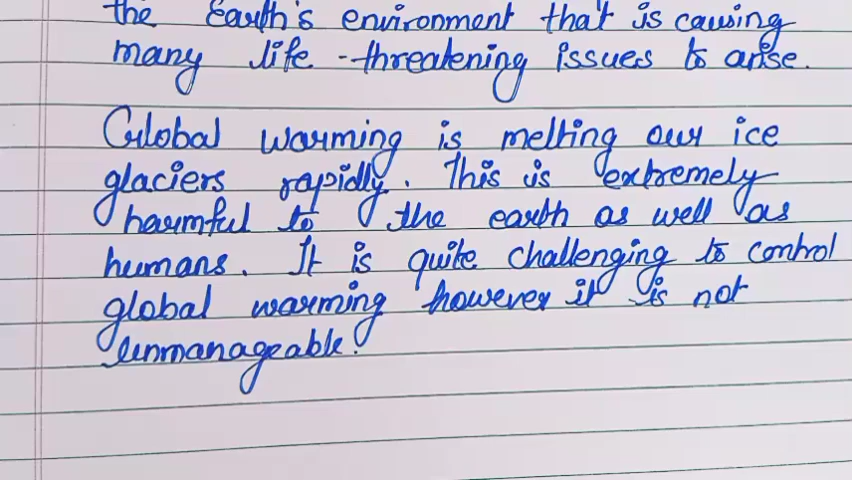 the Earth's environment that is causing
many life-threatening issues to arise.
Global warming is melting our ice
glaciers rapidly. This is extremely
harmful to the earth as well as
humans. It is quite challenging to control
global warming however it is not
unmanageable.